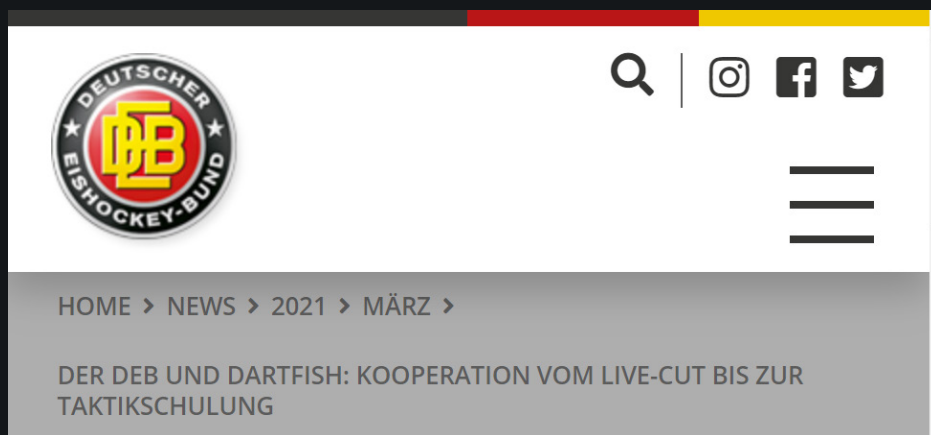 DEUTSCHER
DEB
EISHOCKEY-BUND
HOME > NEWS > 2021 > MÄRZ >
DER DEB UND DARTFISH: KOOPERATION VOM LIVE-CUT BIS ZUR
TAKTIKSCHULUNG